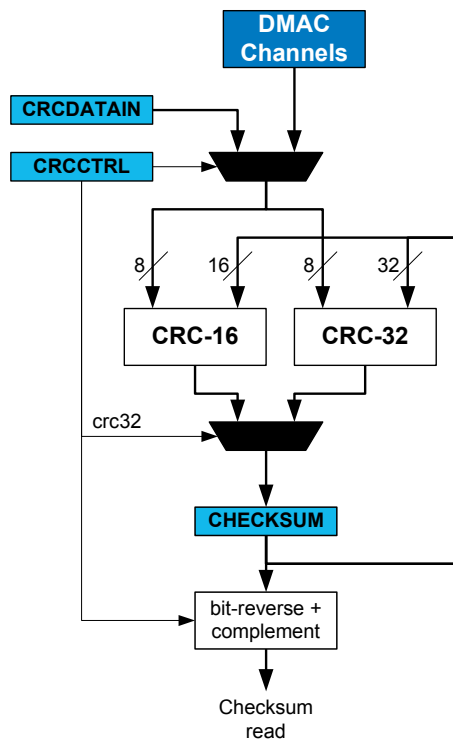 DMAC
Channels
CRCDATAIN
CRCCTRL
8
16
8
32
CRC-16
CRC-32
crc32
CHECKSUM
bit-reverse +
complement
Checksum
read